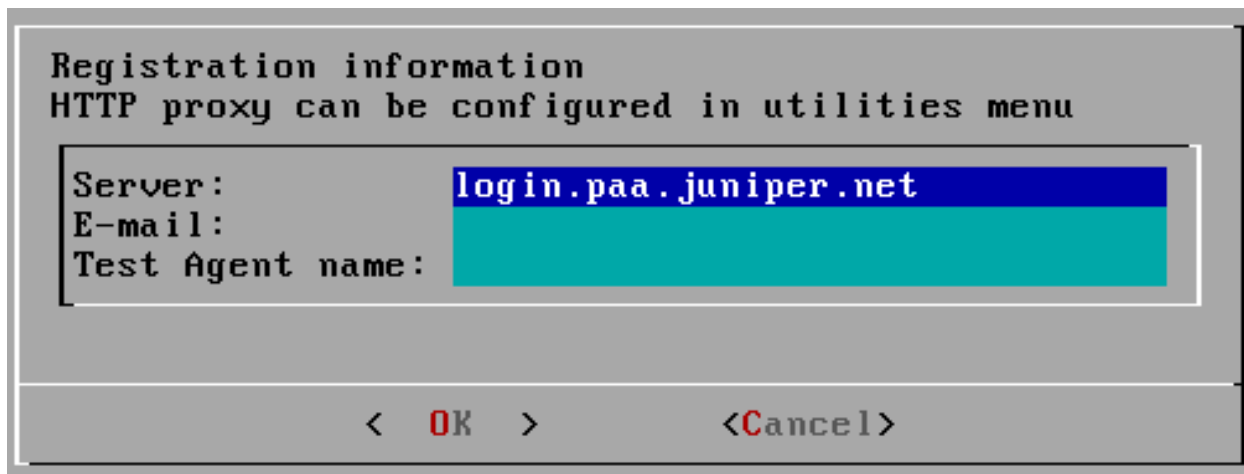 Registration information
HTTP proxy can be configured in utilities menu
Server: login.paa.juniper.net
E-mail:
Test Agent name:
< OK > <Cancel>